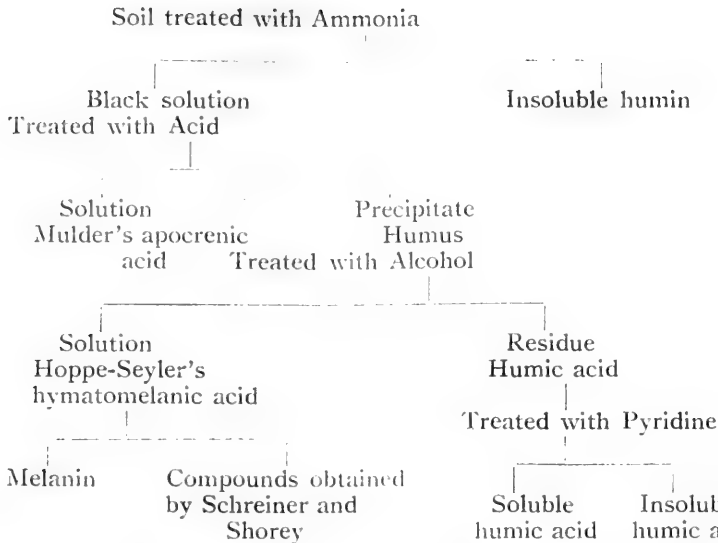 Soil treated with Ammonia
Black solution
Treated with Acid
Insoluble humin
Solution
Mulder's apocrenic
acid
Precipitate
Humus
Treated with Alcohol
Solution
Hoppe-Seyler's
hymatomelanic acid
Residue
Humic acid
Treated with Pyridine
Melanin
Compounds obtained
by Schreiner and
Shorey
Soluble
humic acid
Insolub
humic a